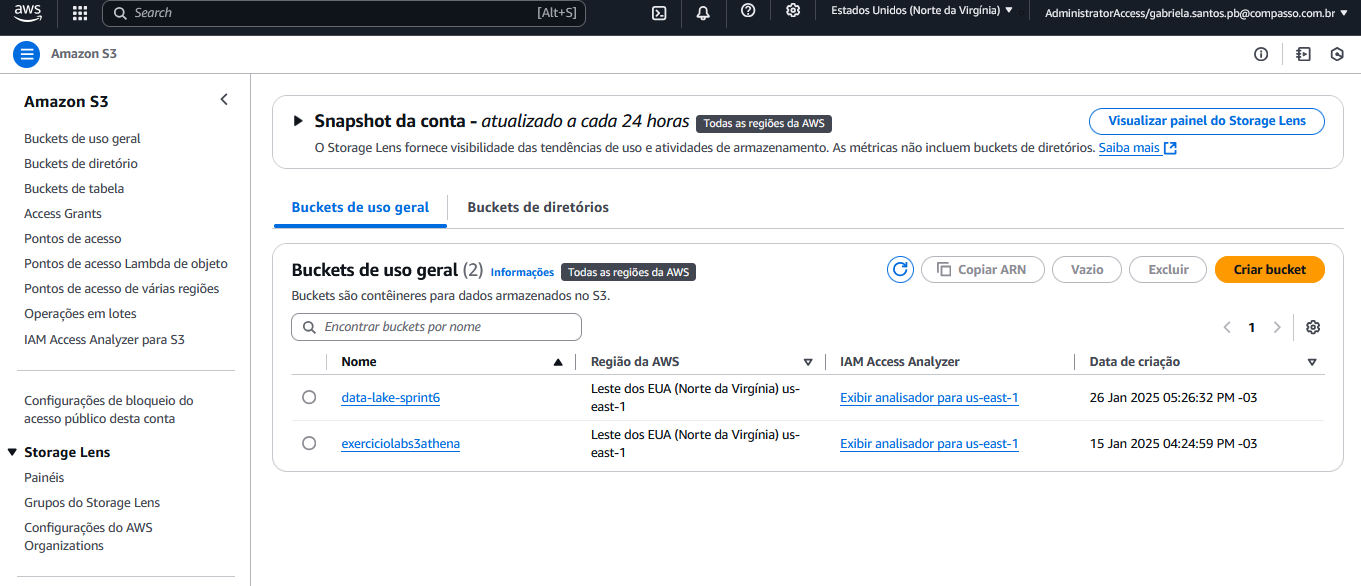 aws
Search [Alt+S]
Estados Unidos (Norte da Virgínia)
AdministratorAccess/gabriela.santos.pb@compasso.com.br
Amazon S3
Amazon S3
Buckets de uso geral
Buckets de diretório
Buckets de tabela
Access Grants
Pontos de acesso
Pontos de acesso Lambda de objeto
Pontos de acesso de várias regiões
Operações em lotes
IAM Access Analyzer para S3
Configurações de bloqueio do
acesso público desta conta
Storage Lens
Painéis
Grupos do Storage Lens
Configurações do AWS
Organizations
Snapshot da conta - atualizado a cada 24 horas Todas as regiões da AWS
Visualizar painel do Storage Lens
O Storage Lens fornece visibilidade das tendências de uso e atividades de armazenamento. As métricas não incluem buckets de diretórios. Saiba mais
Buckets de uso geral Buckets de diretórios
Buckets de uso geral (2) Informações Todas as regiões da AWS
Copiar ARN Vazio Excluir Criar bucket
Buckets são contêineres para dados armazenados no S3.
Encontrar buckets por nome
1
Nome Região da AWS IAM Access Analyzer Data de criação
data-lake-sprint6 Leste dos EUA (Norte da Virgínia) us-
east-1 Exibir analisador para us-east-1 26 Jan 2025 05:26:32 PM -03
exerciciolabs3athena Leste dos EUA (Norte da Virgínia) us-
east-1 Exibir analisador para us-east-1 15 Jan 2025 04:24:59 PM -03